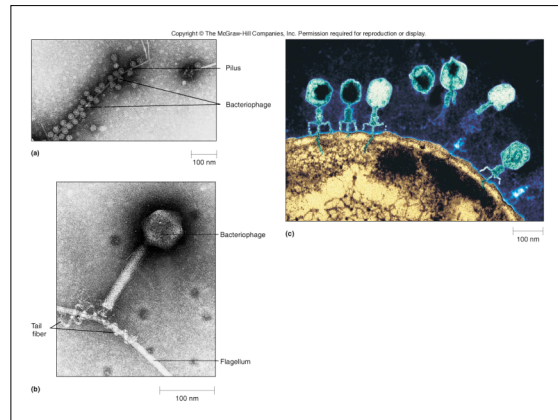 Copyright © The McGraw-Hill Companies, Inc. Permission required for reproduction or display.
Pilus
Bacteriophage
(a)
100 nm
Bacteriophage
Tail
fiber
Flagellum
(b)
100 nm
(c)
100 nm